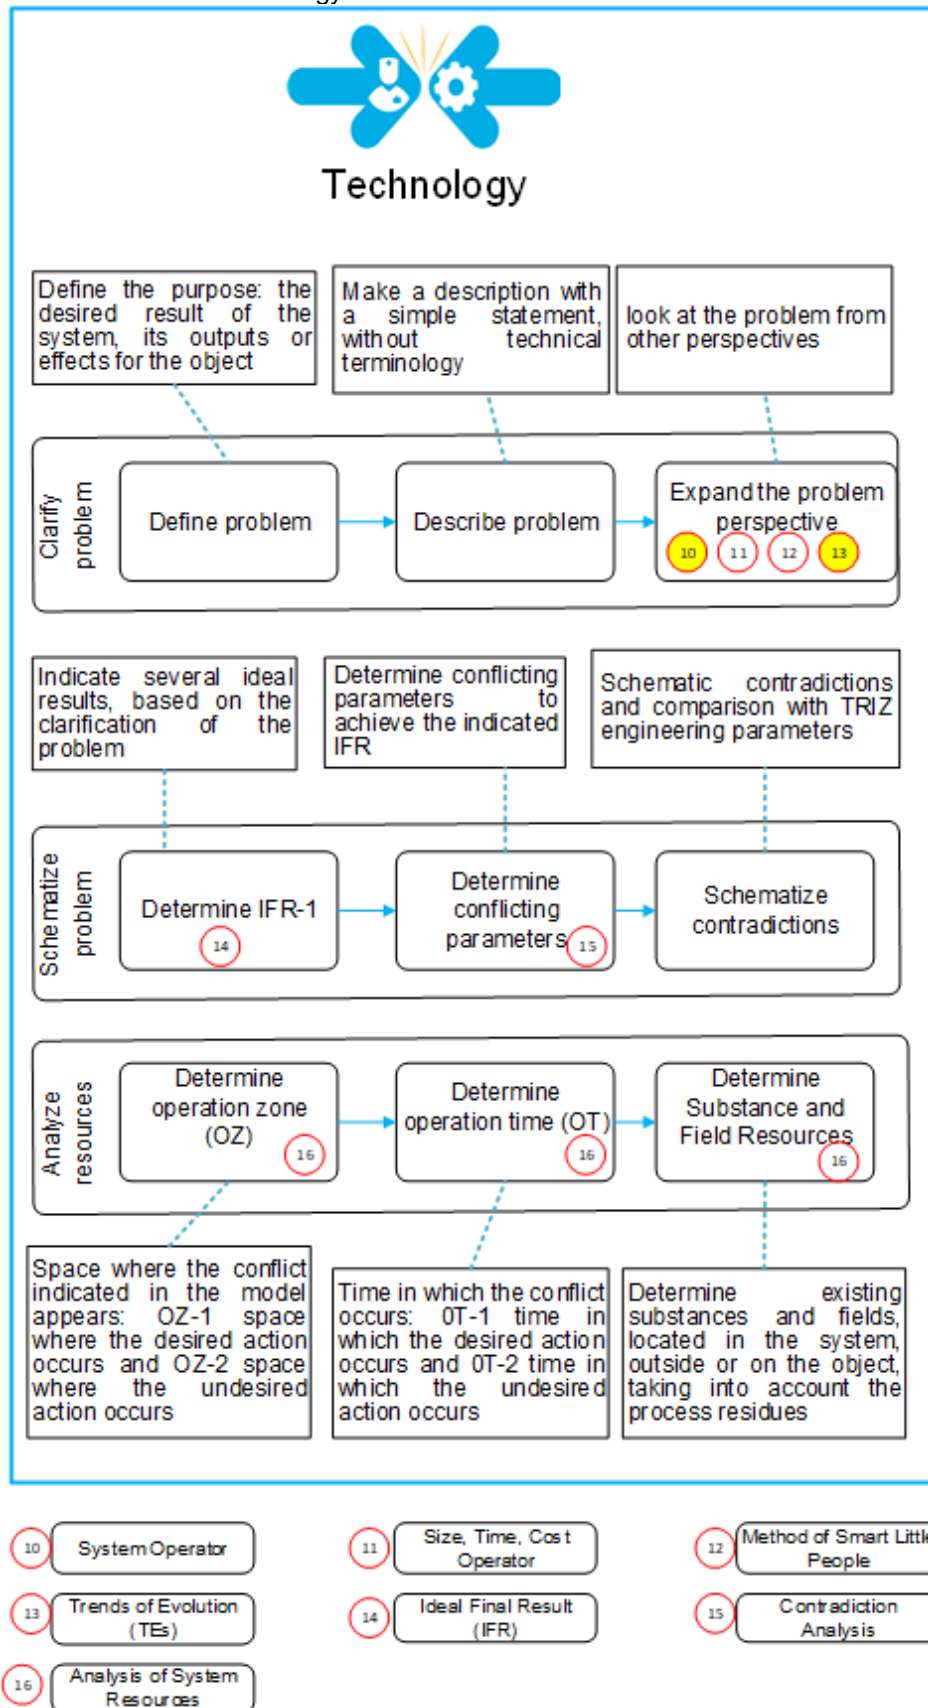 Technology
Define the purpose: the
desired result of the
system, its outputs or
effects for the object
Make a description with
a simple statement,
without technical
terminology
look at the problem from
other perspectives
Clarify
problem
Define problem
Describe problem
Expand the problem
perspective
10
11
12
13
Indicate several ideal
results, based on the
clarification of the
problem
Determine conflicting
parameters to
achieve the indicated
IFR
Schematic contradictions
and comparison with TRIZ
engineering parameters
Schematize
problem
Determine IFR-1
14
Determine
conflicting
parameters
15
Schematize
contradictions
Analyze
resources
Determine
operation zone
(OZ)
16
Determine
operation time (OT)
16
Determine
Substance and
Field Resources
16
Space where the conflict
indicated in the model
appears: OZ-1 space
where the desired action
occurs and OZ-2 space
where the undesired
action occurs
Time in which the conflict
occurs: 0T-1 time in
which the desired action
occurs and 0T-2 time in
which the undesired
action occurs
Determine existing
substances and fields,
located in the system,
outside or on the object,
taking into account the
process residues
10
System Operator
11
Size, Time, Cost
Operator
12
Method of Smart Little
People
13
Trends of Evolution
(TEs)
14
Ideal Final Result
(IFR)
15
Contradiction
Analysis
16
Analysis of System
Resources